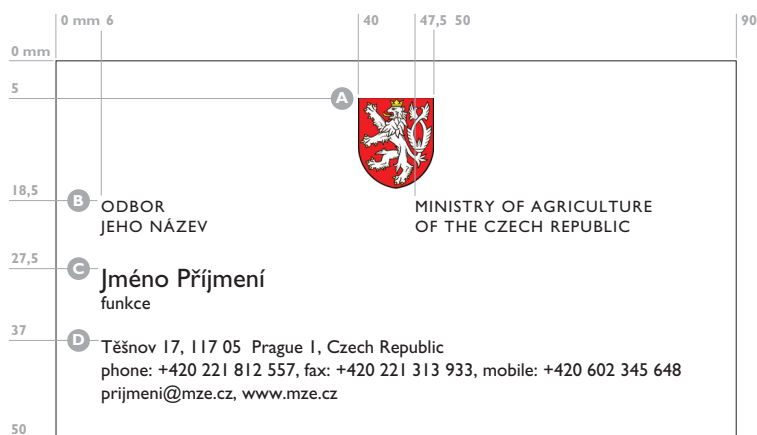 0 mm 6 40 47,5 50 90
0 mm
5
A
18,5
B
ODBOR
JEHO NÁZEV
MINISTRY OF AGRICULTURE
OF THE CZECH REPUBLIC
27,5
C
Jméno Příjmení
funkce
37
D
Těšnov 17, 117 05 Prague 1, Czech Republic
phone: +420 221 812 557, fax: +420 221 313 933, mobile: +420 602 345 648
prijmeni@mze.cz, www.mze.cz
50